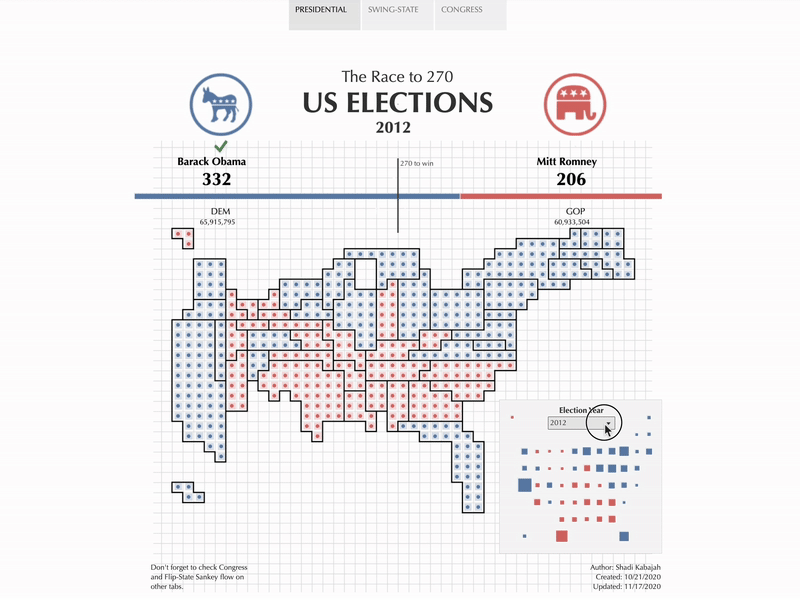 PRESIDENTIAL
SWING-STATE
CONGRESS
The Race to 270
US ELECTIONS
2012
Barack Obama
332
270 to win
Mitt Romney
206
DEM
65,915,795
GOP
60,933,504
Election Year
2012
Don't forget to check Congress
and Flip-State Sankey flow on
other tabs.
Author: Shadi Kabajah
Created: 10/21/2020
Updated: 11/17/2020